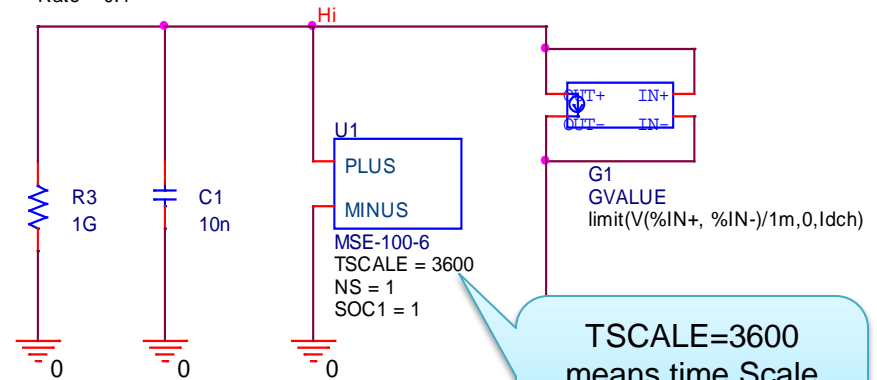 Hi
OUT+ IN+
OUT- IN-
U1
PLUS
MINUS
MSE-100-6
TSCALE = 3600
NS = 1
SOC1 = 1
R3
1G
C1
10n
G1
GVALUE
limit(V(%IN+, %IN-)/1m,0,Idch)
0
0
0
TSCALE=3600
means time Scale